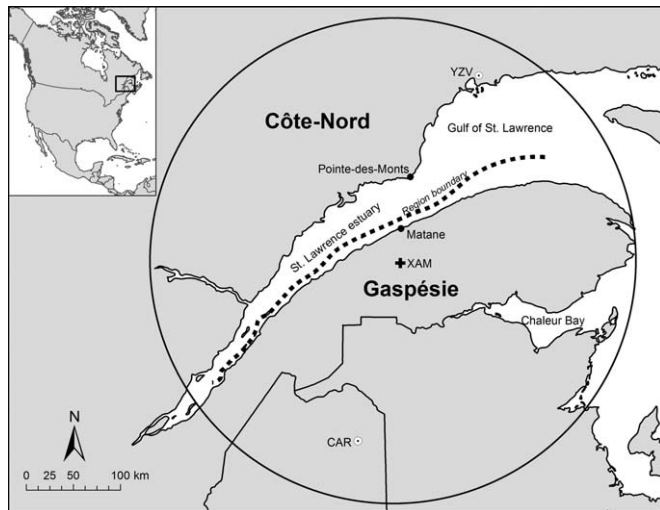 YZV
Côte-Nord
Gulf of St. Lawrence
Pointe-des-Monts
Region boundary
St. Lawrence estuary
Matane
XAM
Gaspésie
Chaleur Bay
N
CAR
0 25 50 100 km